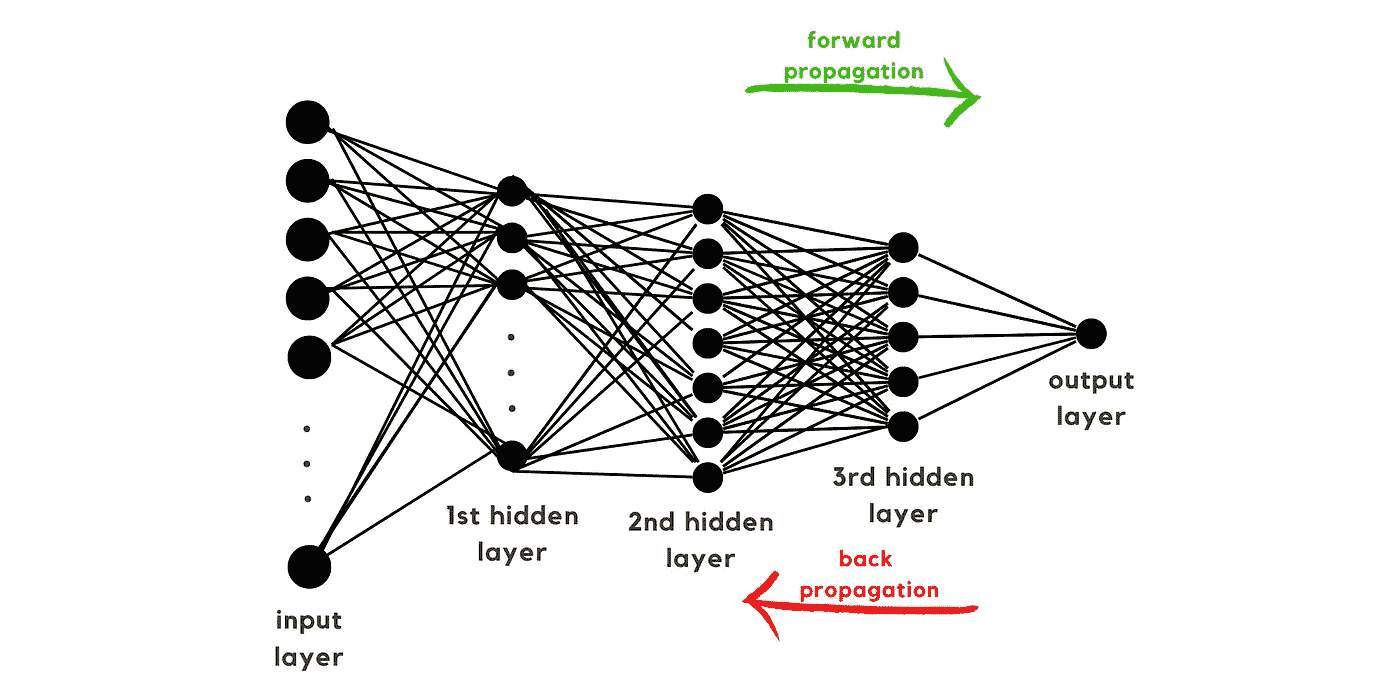 forward
propagation
output
layer
3rd hidden
layer
1st hidden
layer
2nd hidden
layer
back
propagation
input
layer